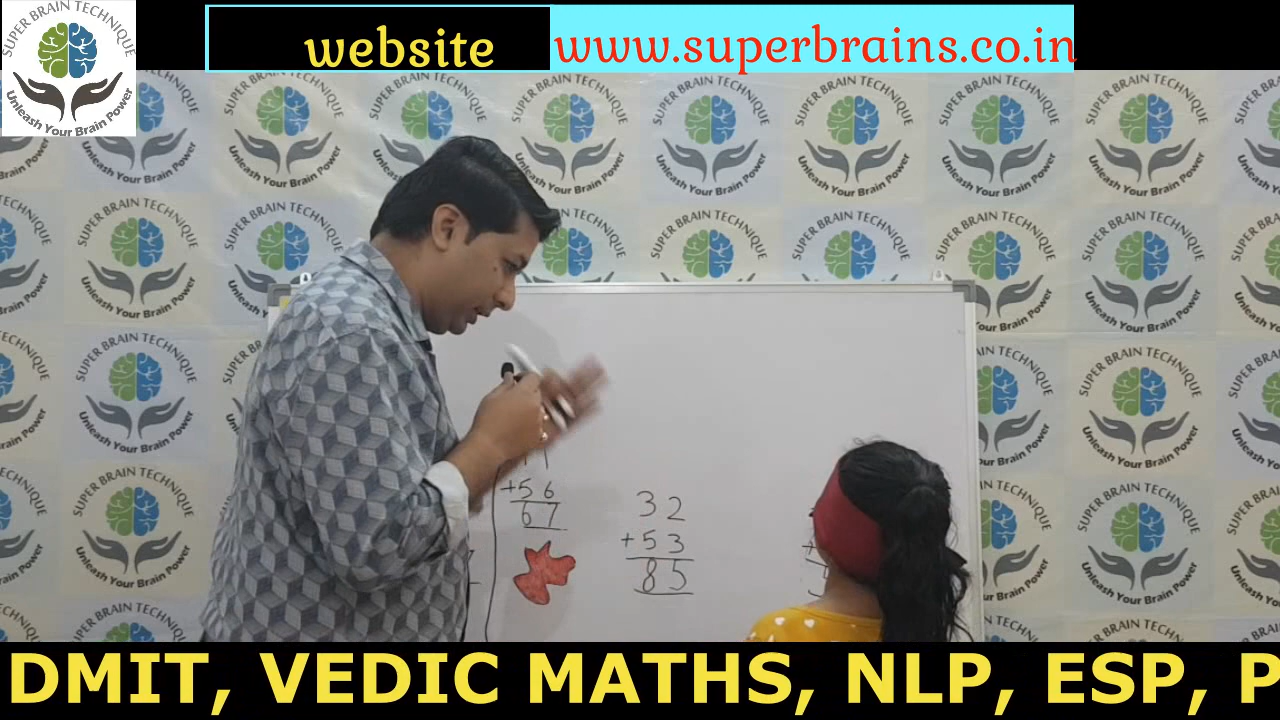 SUPER BRAIN TECHNIQUE
Unleash Your Brain Power
website www.superbrains.co.in
+56
67
32
+53
85
+
DMIT, VEDIC MATHS, NLP, ESP, P